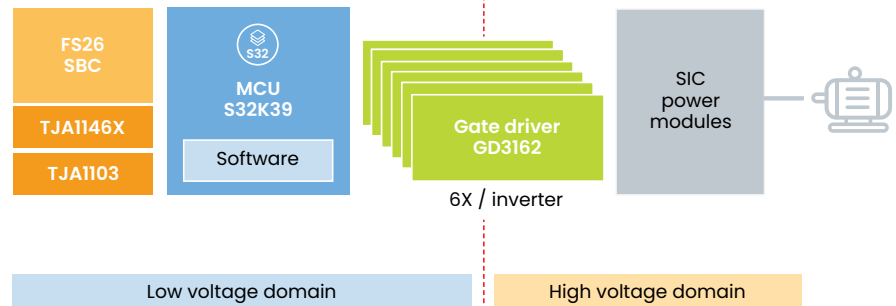 FS26
SBC
TJA1146X
TJA1103
S32
MCU
S32K39
Software
Gate driver
GD3162
6X / inverter
SIC
power
modules
Low voltage domain
High voltage domain